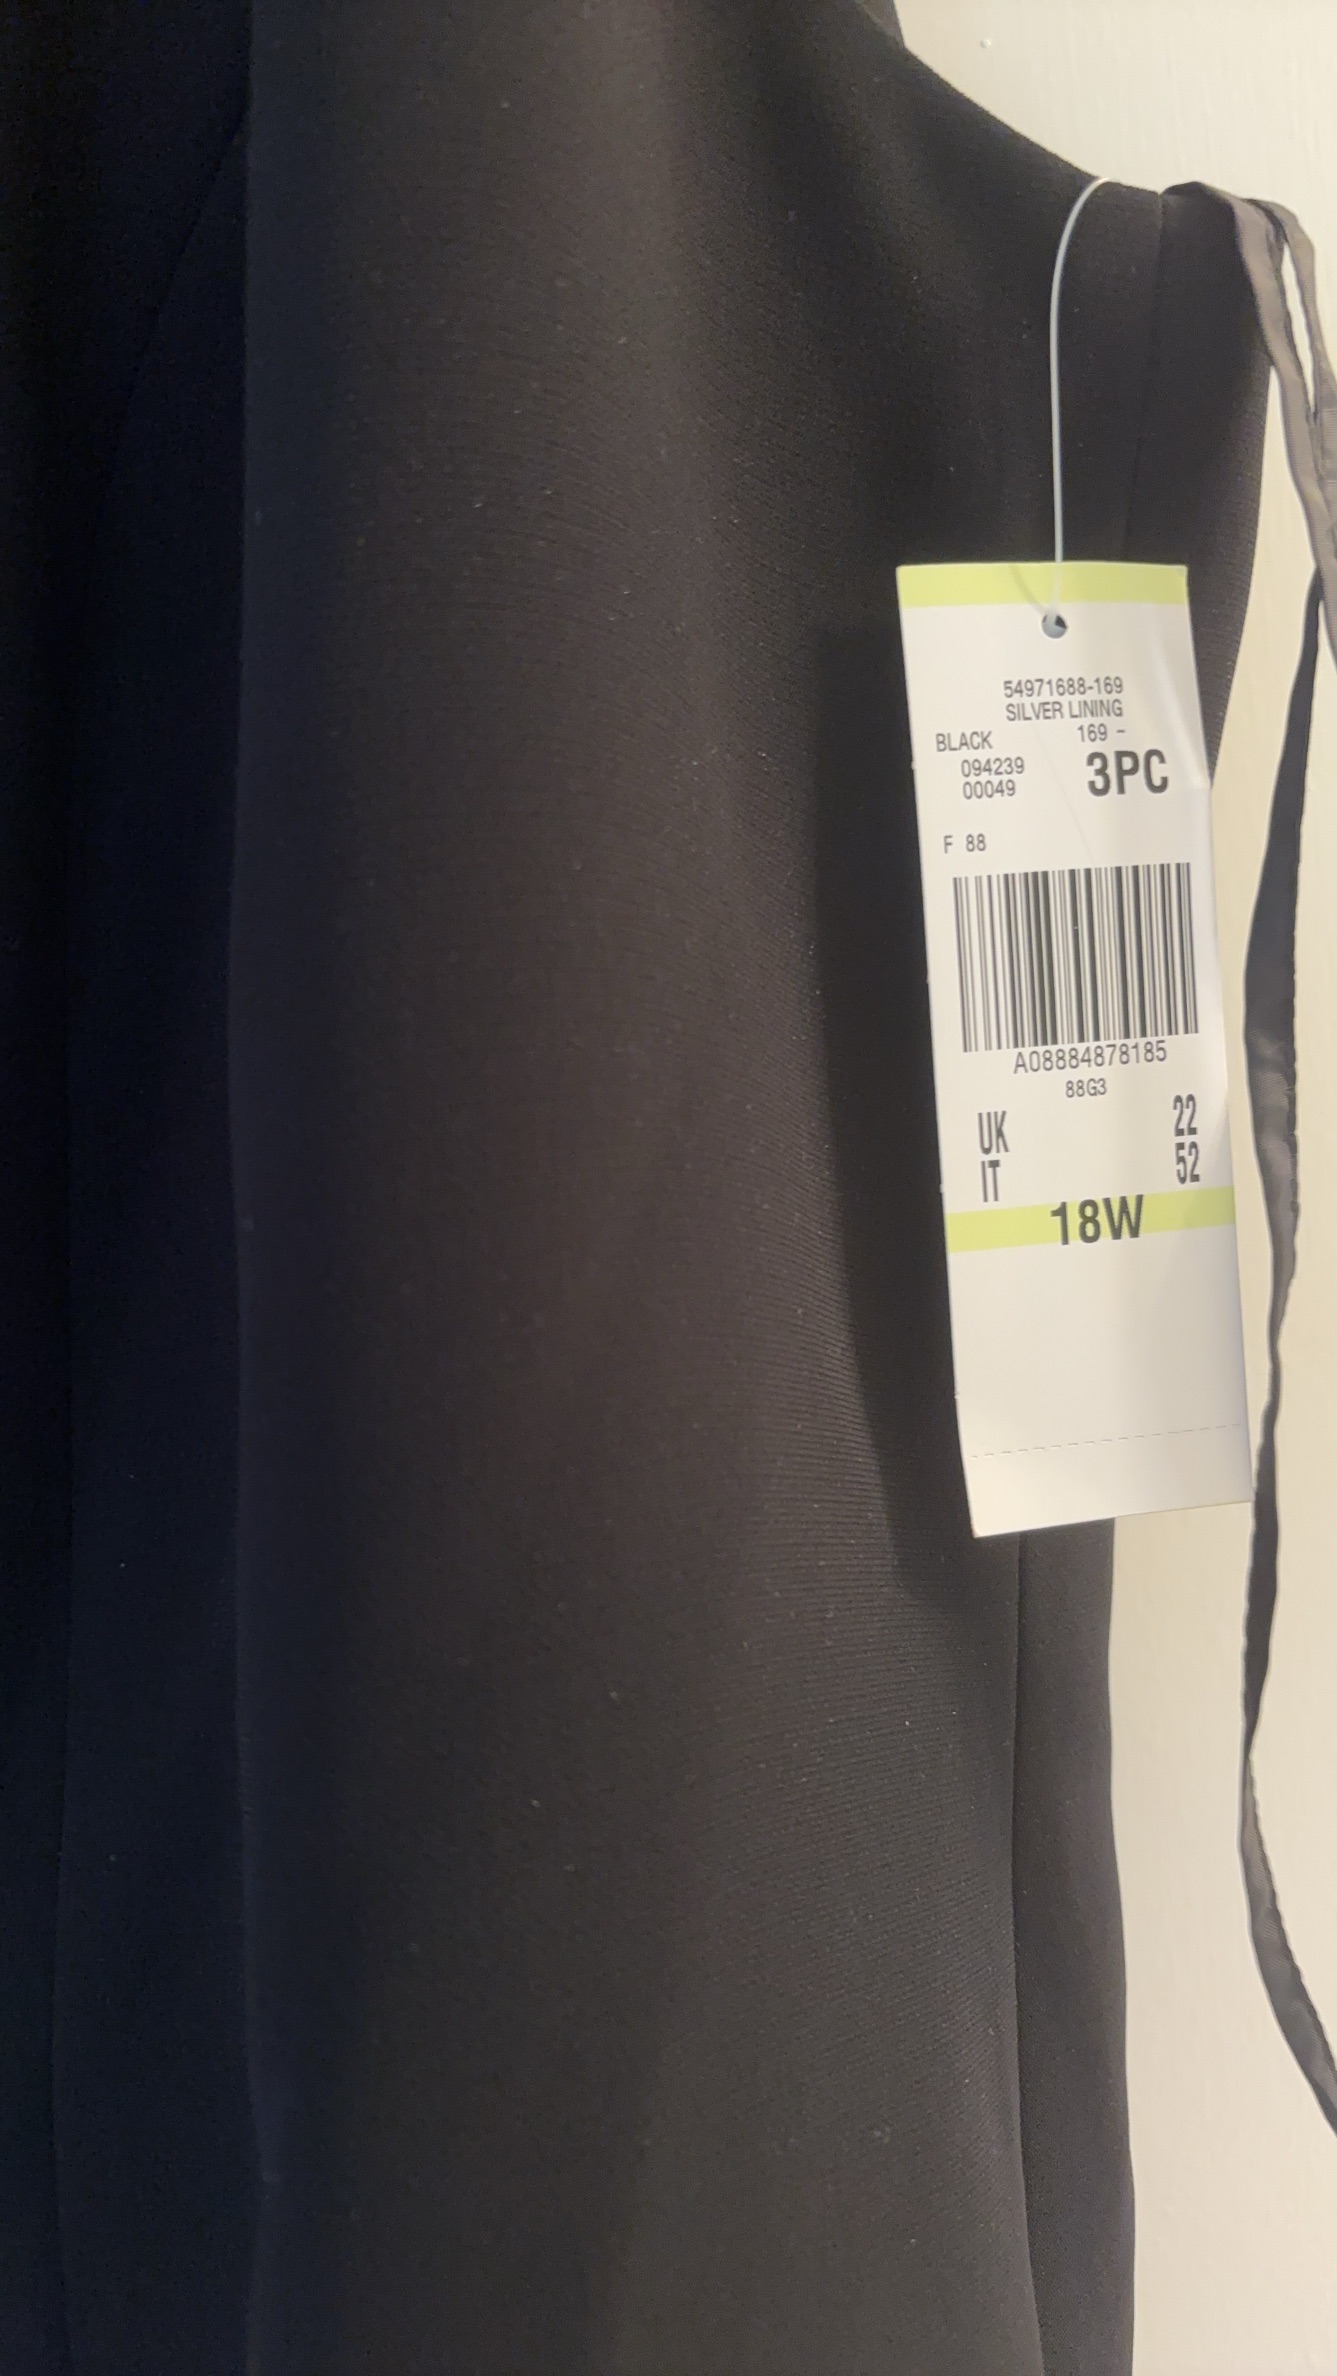 54971688-169
SILVER LINING
BLACK 169 -
094239 3PC
00049
F 88
A08884878185
88G3
UK 22
IT 52
18W